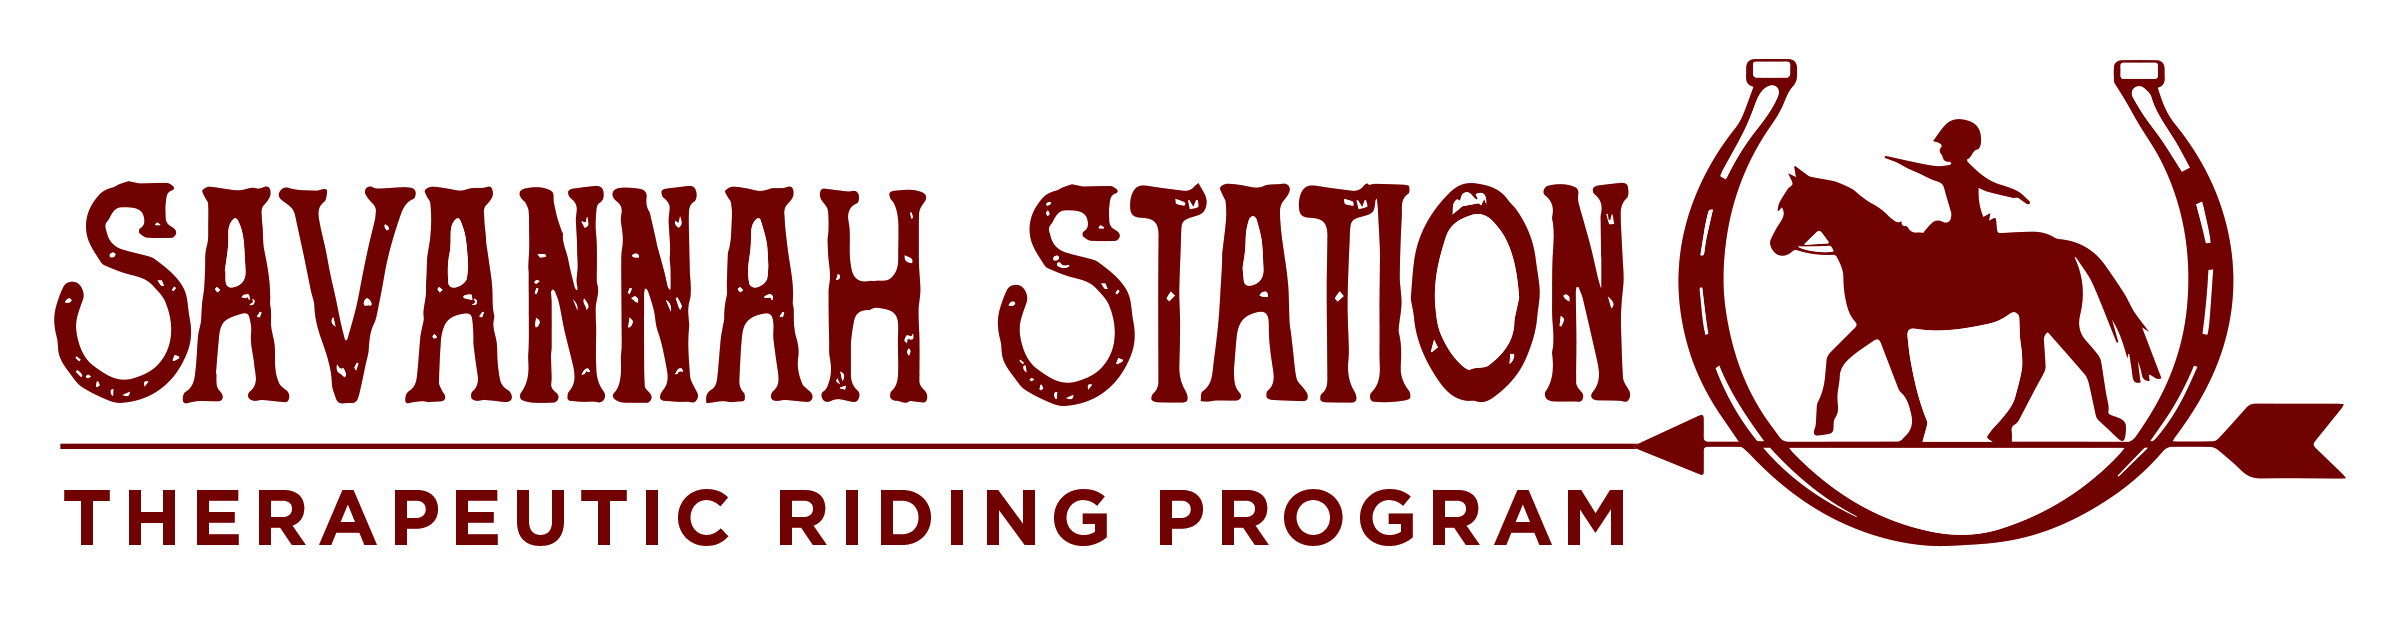 SAVANNAH STATION
THERAPEUTIC RIDING PROGRAM